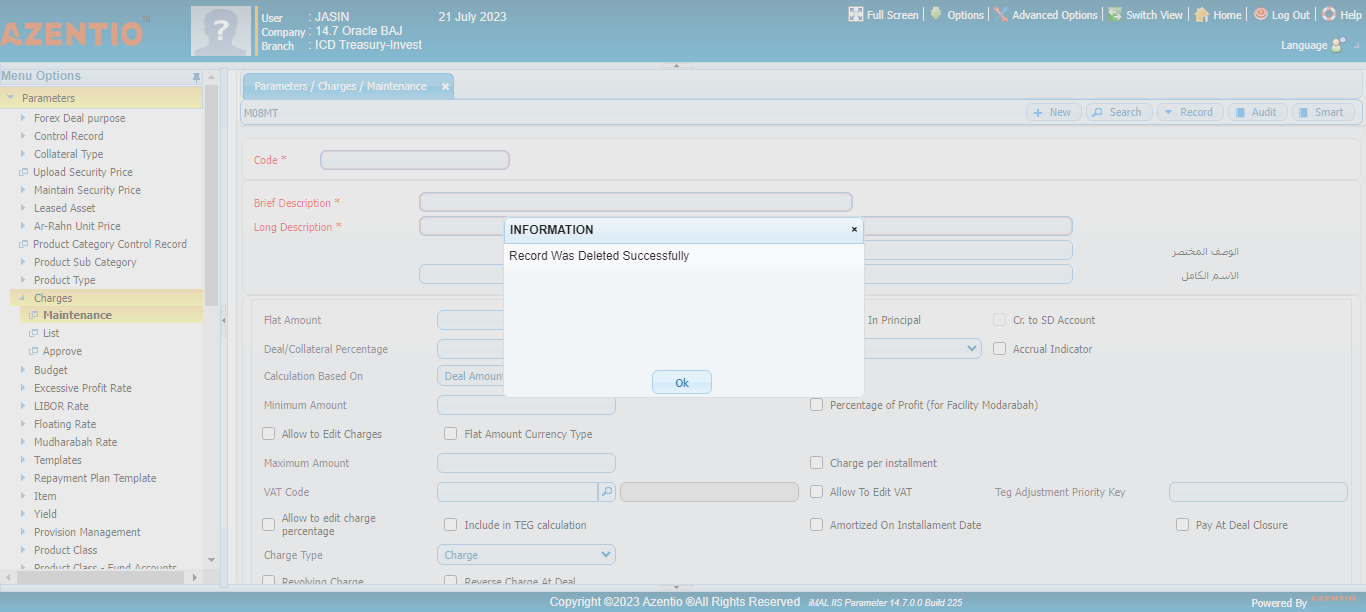 AZENTIO™
User : JASIN 21 July 2023
Company : 14.7 Oracle BAJ
Branch : ICD Treasury-Invest
Full Screen Options Advanced Options Switch View Home Log Out Help
Language
Menu Options
Parameters
Forex Deal purpose
Control Record
Collateral Type
Upload Security Price
Maintain Security Price
Leased Asset
Ar-Rahn Unit Price
Product Category Control Record
Product Sub Category
Product Type
Charges
Maintenance
List
Approve
Budget
Excessive Profit Rate
LIBOR Rate
Floating Rate
Mudharabah Rate
Templates
Repayment Plan Template
Item
Yield
Provision Management
Product Class
Product Class - Fund Accounts
Parameters / Charges / Maintenance
M08MT New Search Record Audit Smart
Code *
Brief Description *
Long Description *
الوصف المختصر
الاسم الكامل
INFORMATION ×
Record Was Deleted Successfully
Ok
Flat Amount In Principal Cr. to SD Account
Deal/Collateral Percentage Accrual Indicator
Calculation Based On Deal Amoun
Minimum Amount Percentage of Profit (for Facility Modarabah)
Allow to Edit Charges Flat Amount Currency Type
Maximum Amount Charge per installment
VAT Code Allow To Edit VAT Teg Adjustment Priority Key
Allow to edit charge percentage Include in TEG calculation Amortized On Installament Date Pay At Deal Closure
Charge Type Charge
Revolving Charge Reverse Charge At Deal
Copyright ©2023 Azentio ®All Rights Reserved iMAL IIS Parameter 14.7.0.0 Build 225
Powered By AZENTIO